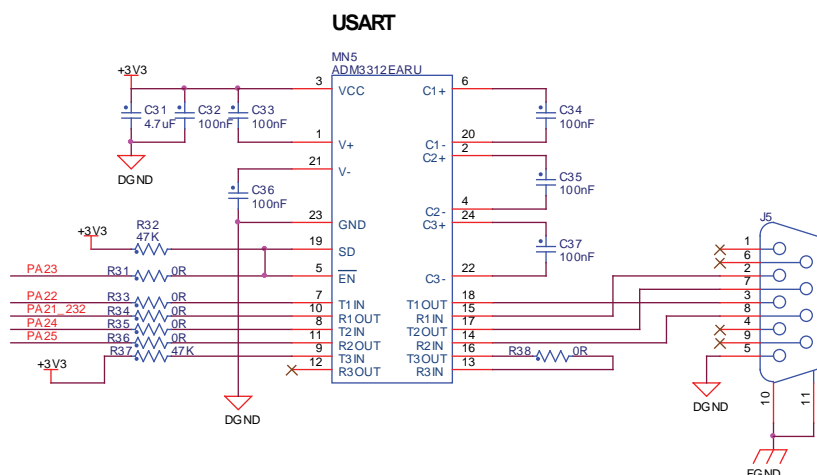 USART
MN5
ADM3312EARU
+3V3
3 VCC C1+ 6
C31
4.7uF
C32
100nF
C33
100nF
C34
100nF
1 V+ C1- 20
C2+ 2
21 V-
DGND
C36
100nF
C35
100nF
C2- 4
23 GND C3+ 24
+3V3
R32
47K
19 SD
C37
100nF
PA23 R31 0R 5 EN C3- 22
PA22 R33 0R 7 T1IN T1OUT 18
PA21_232 R34 0R 10 R1OUT R1IN 15
PA24 R35 0R 8 T2IN T2OUT 17
PA25 R36 0R 11 R2OUT R2IN 14
R37 47K 9 T3IN T3OUT 16 R38 0R
+3V3
12 R3OUT R3IN 13
DGND
J5
1
6
2
7
3
8
4
9
5
DGND
10
11
EGND